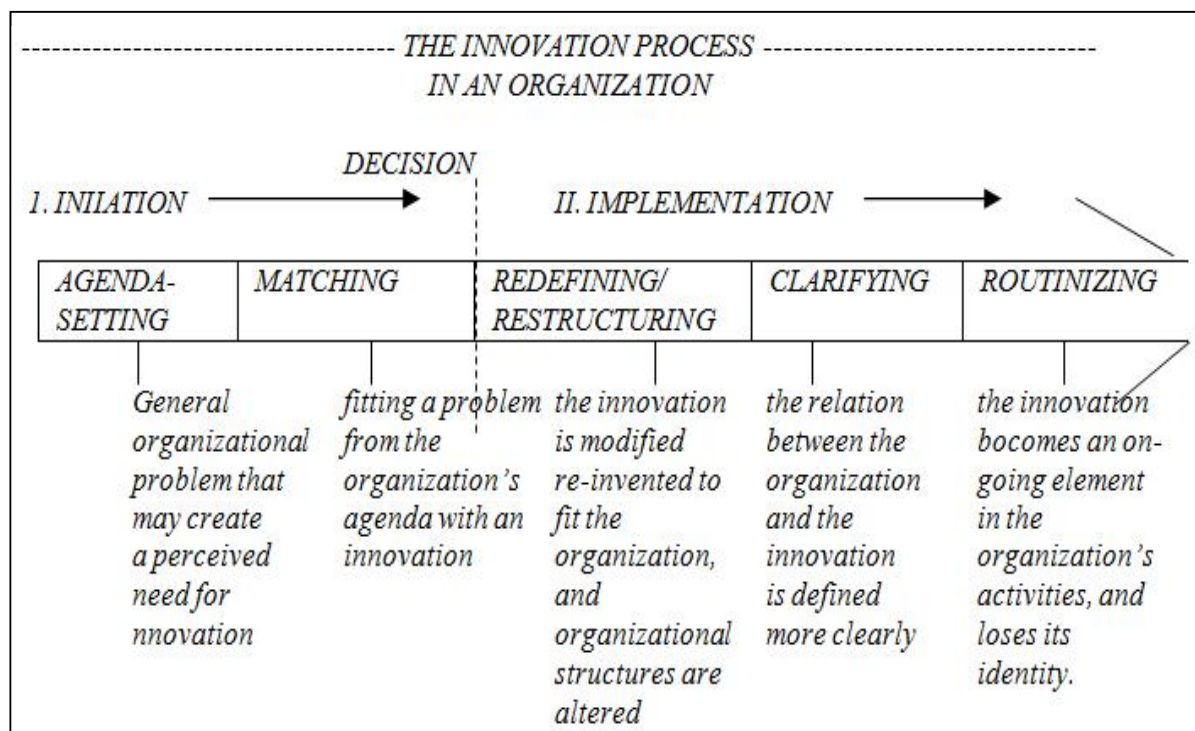 THE INNOVATION PROCESS
IN AN ORGANIZATION
DECISION
1. INIIATION
II. IMPLEMENTATION
AGENDA-
SETTING
MATCHING
REDEFINING/
RESTRUCTURING
CLARIFYING
ROUTINIZING
General
organizational
problem that
may create
a perceived
need for
nnovation
fitting a problem
from the
organization's
agenda with an
innovation
the innovation
is modified
re-invented to
fit the
organization,
and
organizational
structures are
altered
the relation
between the
organization
and the
innovation
is defined
more clearly
the innovation
bocomes an on-
going element
in the
organization's
activities, and
loses its
identity.